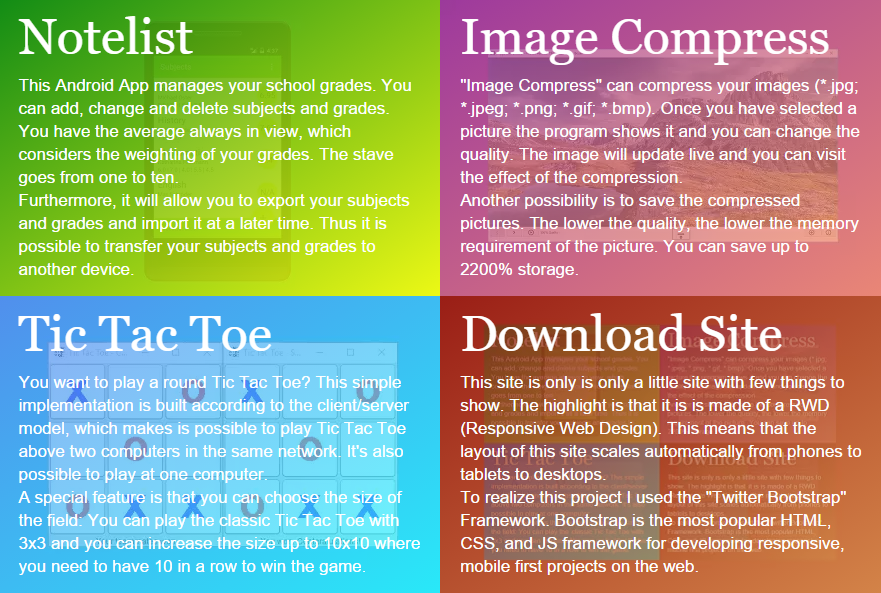 Notelist
This Android App manages your school grades. You
can add, change and delete subjects and grades.
You have the average always in view, which
considers the weighting of your grades. The stave
goes from one to ten.
Furthermore, it will allow you to export your subjects
and grades and import it at a later time. Thus it is
possible to transfer your subjects and grades to
another device.
Image Compress
"Image Compress" can compress your images (*.jpg;
*.jpeg; *.png; *.gif; *.bmp). Once you have selected a
picture the program shows it and you can change the
quality. The image will update live and you can visit
the effect of the compression.
Another possibility is to save the compressed
pictures. The lower the quality, the lower the memory
requirement of the picture. You can save up to
2200% storage.
Tic Tac Toe
You want to play a round Tic Tac Toe? This simple
implementation is built according to the client/server
model, which makes is possible to play Tic Tac Toe
above two computers in the same network. It's also
possible to play at one computer.
A special feature is that you can choose the size of
the field: You can play the classic Tic Tac Toe with
3x3 and you can increase the size up to 10x10 where
you need to have 10 in a row to win the game.
Download Site
This site is only is only a little site with few things to
show. The highlight is that it is is made of a RWD
(Responsive Web Design). This means that the
layout of this site scales automatically from phones to
tablets to desktops.
To realize this project I used the "Twitter Bootstrap"
Framework. Bootstrap is the most popular HTML,
CSS, and JS framework for developing responsive,
mobile first projects on the web.